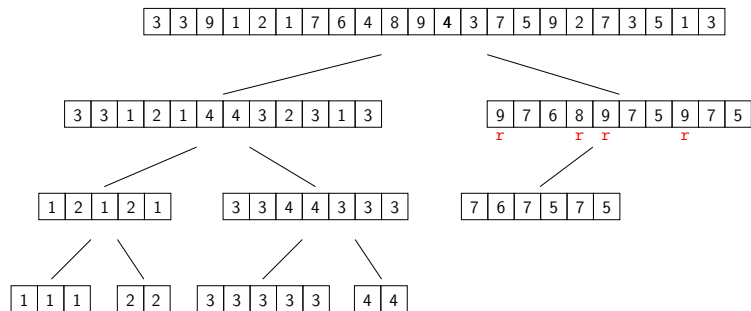 3 3 9 1 2 1 7 6 4 8 9 4 3 7 5 9 2 7 3 5 1 3
3 3 1 2 1 4 4 3 2 3 1 3 9 7 6 8 9 7 5 9 7 5
r r r r
1 2 1 2 1 3 3 4 4 3 3 3 7 6 7 5 7 5
1 1 1 2 2 3 3 3 3 3 4 4